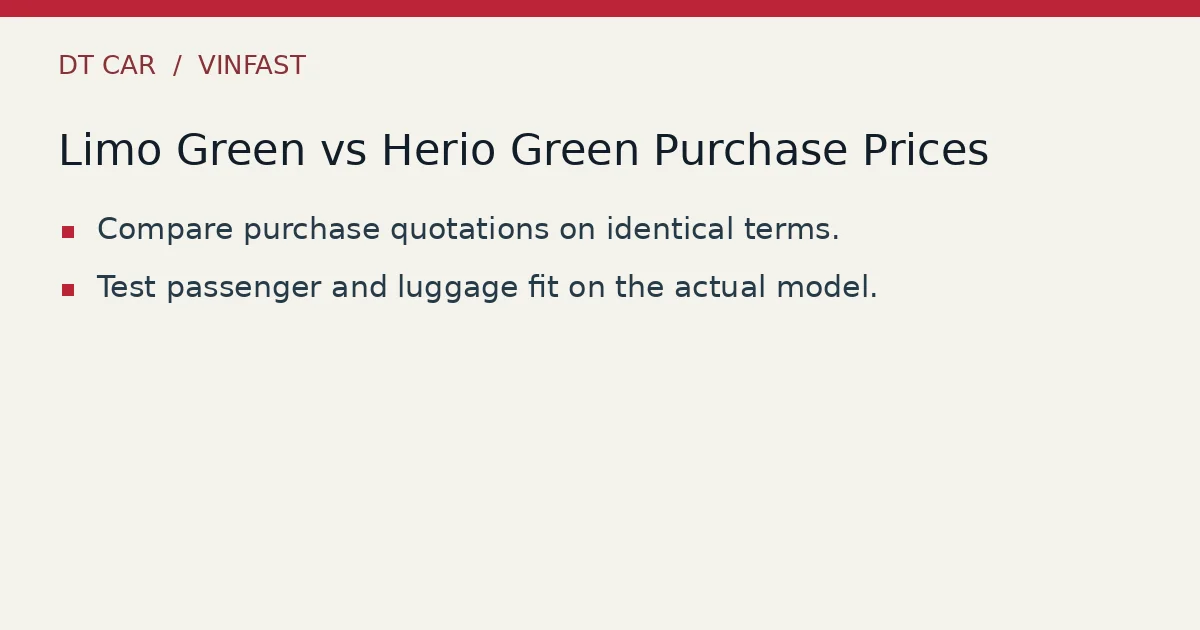 DT CAR / VINFAST
Limo Green vs Herio Green Purchase Prices
Compare purchase quotations on identical terms.
Test passenger and luggage fit on the actual model.